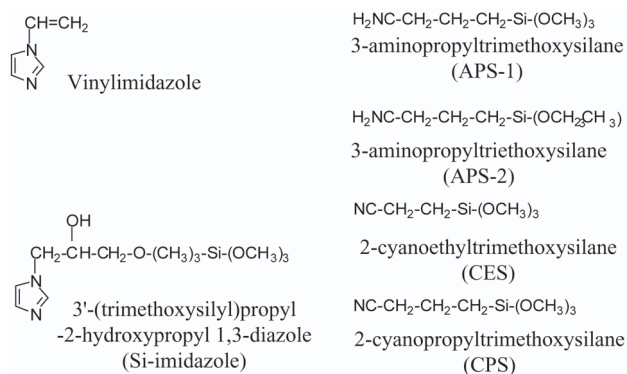 CH=CH₂
N
N
Vinylimidazole
H₂NC-CH₂-CH₂-CH₂-Si-(OCH₃)₃
3-aminopropyltrimethoxysilane
(APS-1)
H₂NC-CH₂-CH₂-CH₂-Si-(OCH₂CH₃)
3-aminopropyltriethoxysilane
(APS-2)
OH
CH₂-CH-CH₂-O-(CH₃)₃-Si-(OCH₃)₃
N
N
3'-(trimethoxysilyl)propyl
-2-hydroxypropyl 1,3-diazole
(Si-imidazole)
NC-CH₂-CH₂-Si-(OCH₃)₃
2-cyanoethyltrimethoxysilane
(CES)
NC-CH₂-CH₂-CH₂-Si-(OCH₃)₃
2-cyanopropyltrimethoxysilane
(CPS)